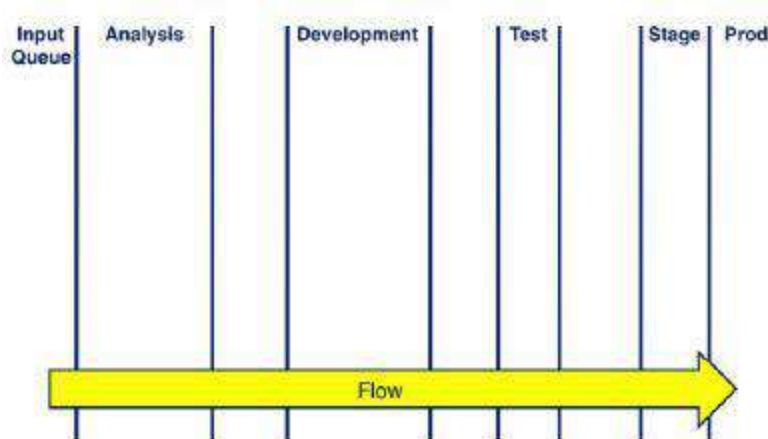 Input Queue
Analysis
Development
Test
Stage
Prod
Flow